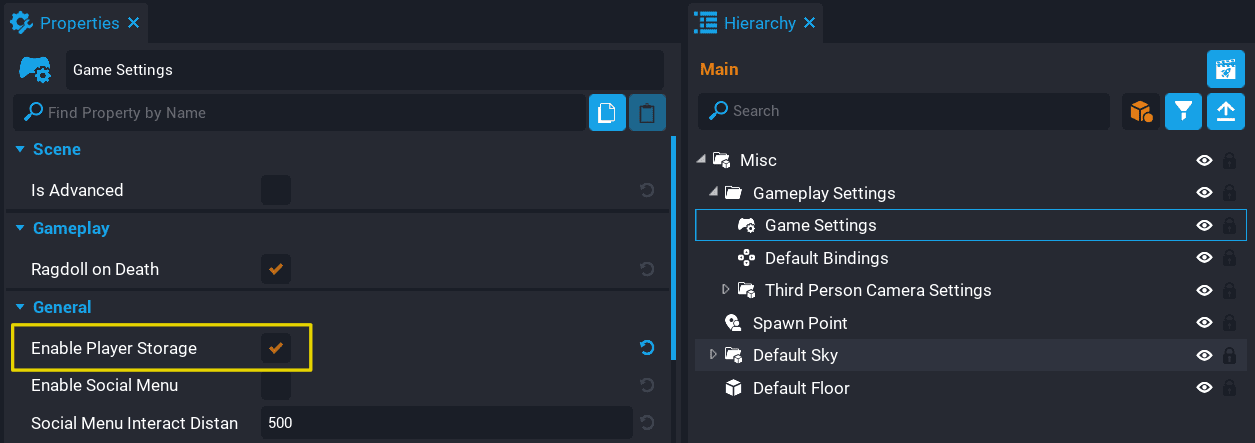 Properties
Game Settings
Find Property by Name
Scene
Is Advanced
Gameplay
Ragdoll on Death
General
Enable Player Storage
Enable Social Menu
Social Menu Interact Distan 500
Hierarchy
Main
Search
Misc
Gameplay Settings
Game Settings
Default Bindings
Third Person Camera Settings
Spawn Point
Default Sky
Default Floor